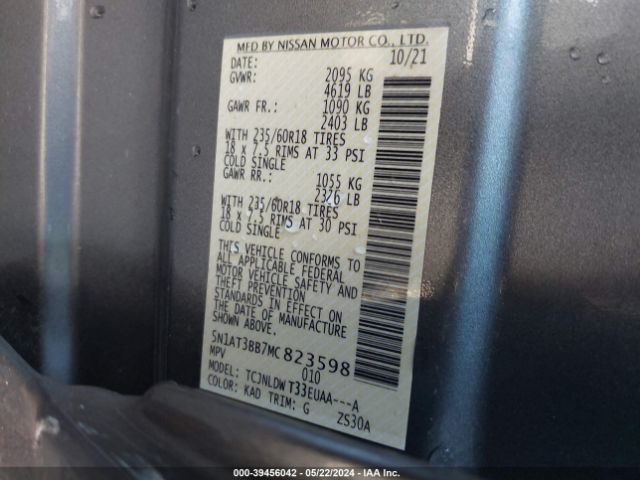 MFD BY NISSAN MOTOR CO., LTD.
DATE: 10/21
GVWR: 2095 KG
4619 LB
GAWR FR.: 1090 KG
2403 LB
WITH 235/60R18 TIRES
18 x 7.5 RIMS AT 33 PSI
COLD SINGLE
GAWR RR.: 1055 KG
2326 LB
WITH 235/60R18 TIRES
18 x 7.5 RIMS AT 30 PSI
COLD SINGLE
THIS VEHICLE CONFORMS TO
ALL APPLICABLE FEDERAL
MOTOR VEHICLE SAFETY AND
THEFT PREVENTION
STANDARDS IN EFFECT ON
THE DATE OF MANUFACTURE
SHOWN ABOVE.
5N1AT3BB7MC 823598
MPV 010
MODEL: TCJNLDW T33EUAA---A
COLOR: KAD TRIM: G ZS30A
000-39456042 - 05/22/2024 - IAA Inc.